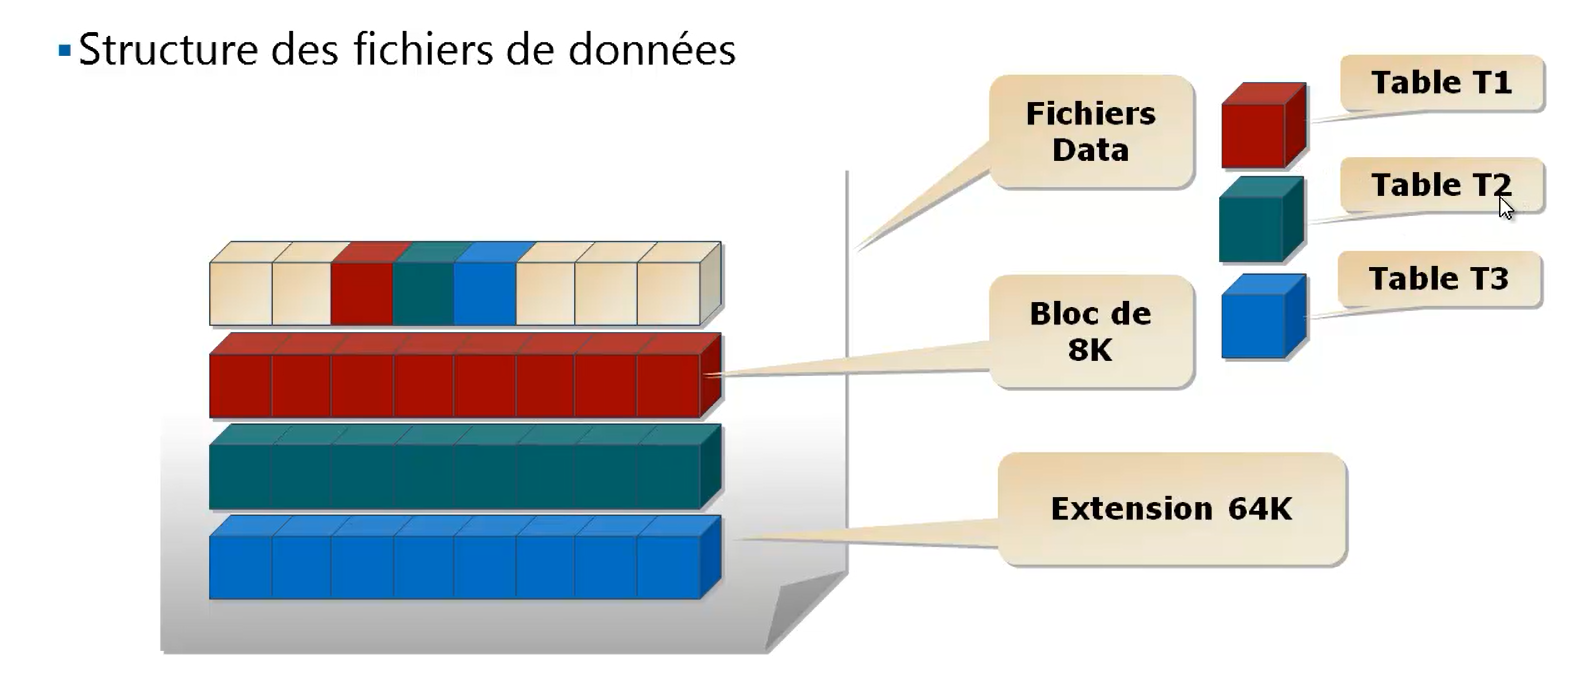 Structure des fichiers de données
Fichiers
Data
Table T1
Table T2
Table T3
Bloc de
8K
Extension 64K